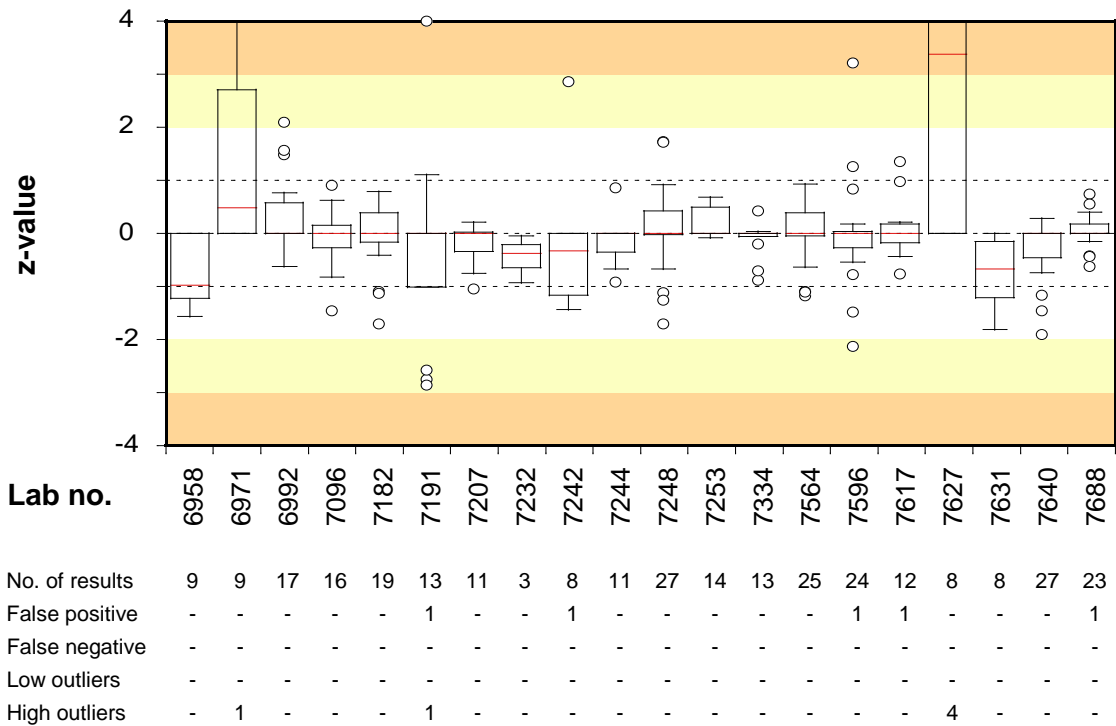 4
2
0
-2
-4
z-value
Lab no. 6958 6971 6992 7096 7182 7191 7207 7232 7242 7244 7248 7253 7334 7564 7596 7617 7627 7631 7640 7688
No. of results 9 9 17 16 19 13 11 3 8 11 27 14 13 25 24 12 8 8 27 23
False positive - - - - - 1 - - 1 - - - - - 1 1 - - - 1
False negative - - - - - - - - - - - - - - - - - - - -
Low outliers - - - - - - - - - - - - - - - - - - - -
High outliers - 1 - - - 1 - - - - - - - - - - 4 - - -